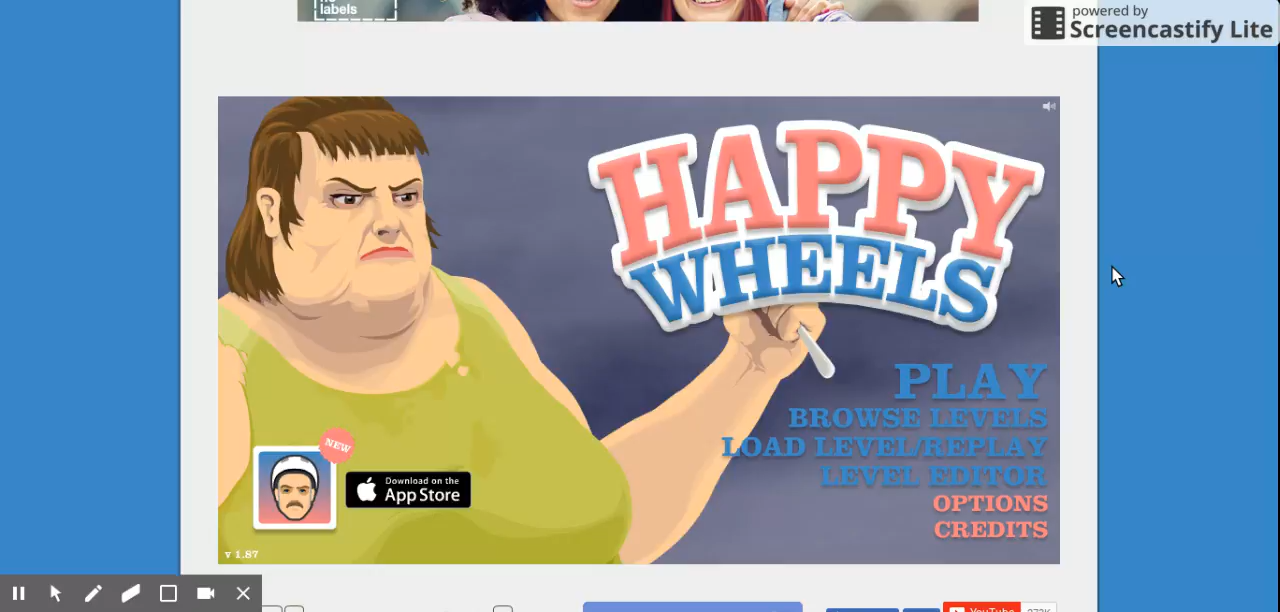 labels
powered by
Screencastify Lite
HAPPY
WHEELS
PLAY
BROWSE LEVELS
LOAD LEVEL/REPLAY
LEVEL EDITOR
OPTIONS
CREDITS
NEW
Download on the
App Store
v 1.87
YouTube